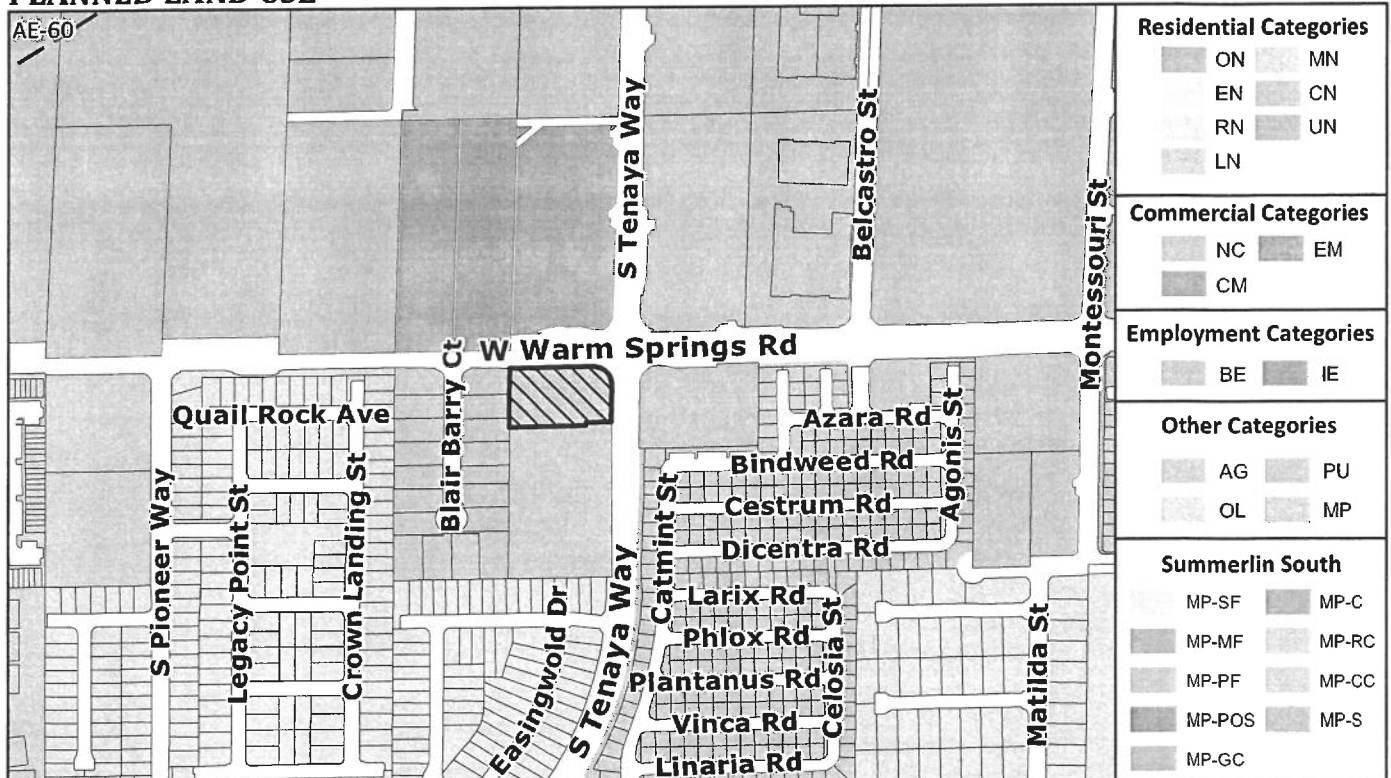 PLANNED LAND USE
AE-60
S Tenaya Way
Belcastro St
Montessouri St
W Warm Springs Rd
Blair Barry Ct
Quail Rock Ave
S Pioneer Way
Legacy Point St
Crown Landing St
Azara Rd
Bindweed Rd
Agonis St
Cestrum Rd
Catmint St
Dicentra Rd
Larix Rd
Phlox Rd
Plantanus Rd
Celosia St
Vinca Rd
Linaria Rd
Easingwold Dr
S Tenaya Way
Matilda St
Residential Categories
ON MN
EN CN
RN UN
LN
Commercial Categories
NC EM
CM
Employment Categories
BE IE
Other Categories
AG PU
OL MP
Summerlin South
MP-SF MP-C
MP-MF MP-RC
MP-PF MP-CC
MP-POS MP-S
MP-GC